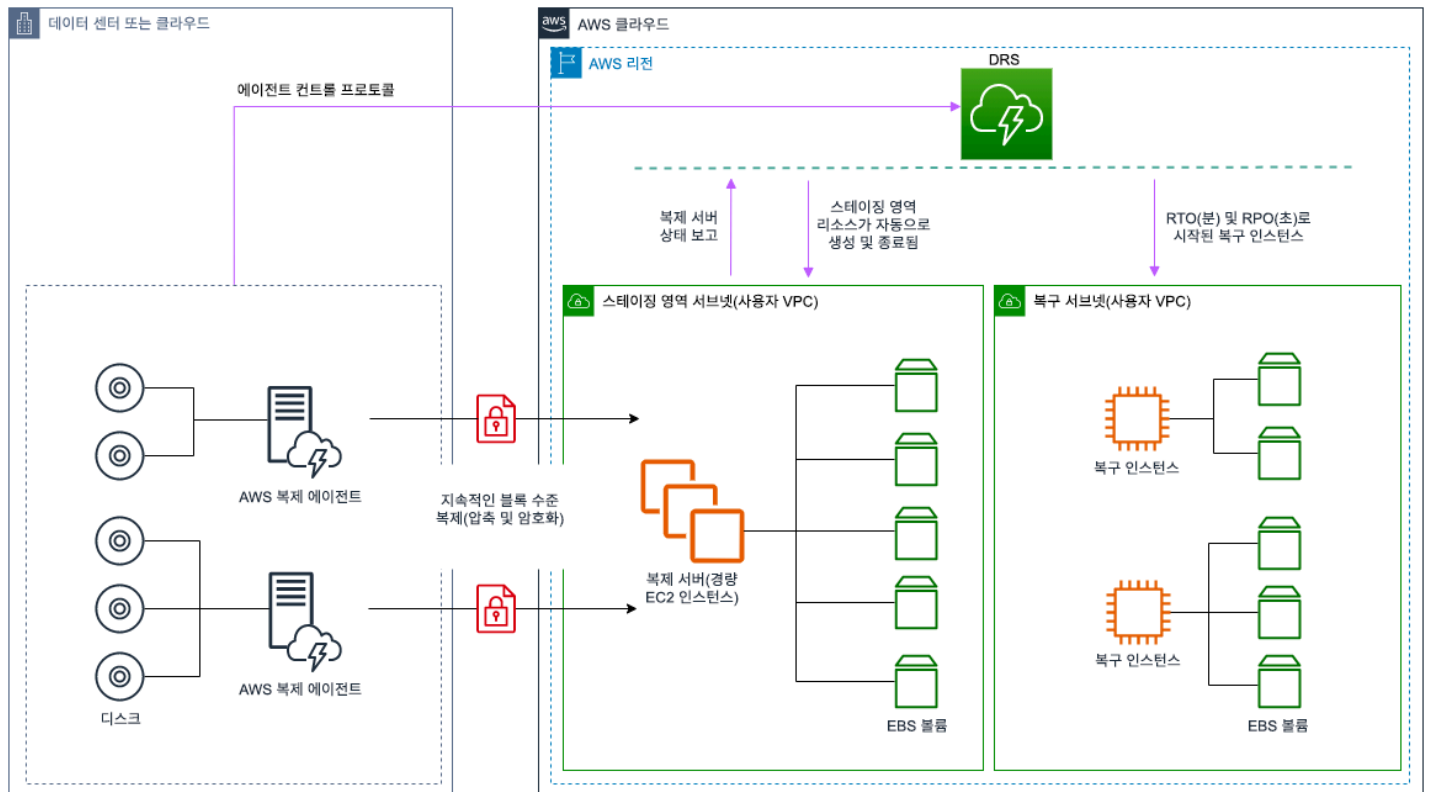 데이터 센터 또는 클라우드
aws
AWS 클라우드
AWS 리전
DRS
에이전트 컨트롤 프로토콜
복제 서버
상태 보고
스테이징 영역
리소스가 자동으로
생성 및 종료됨
RTO(분) 및 RPO(초)로
시작된 복구 인스턴스
스테이징 영역 서브넷(사용자 VPC)
복구 서브넷(사용자 VPC)
AWS 복제 에이전트
지속적인 블록 수준
복제(압축 및 암호화)
AWS 복제 에이전트
디스크
복제 서버(경량
EC2 인스턴스)
EBS 볼륨
복구 인스턴스
복구 인스턴스
EBS 볼륨